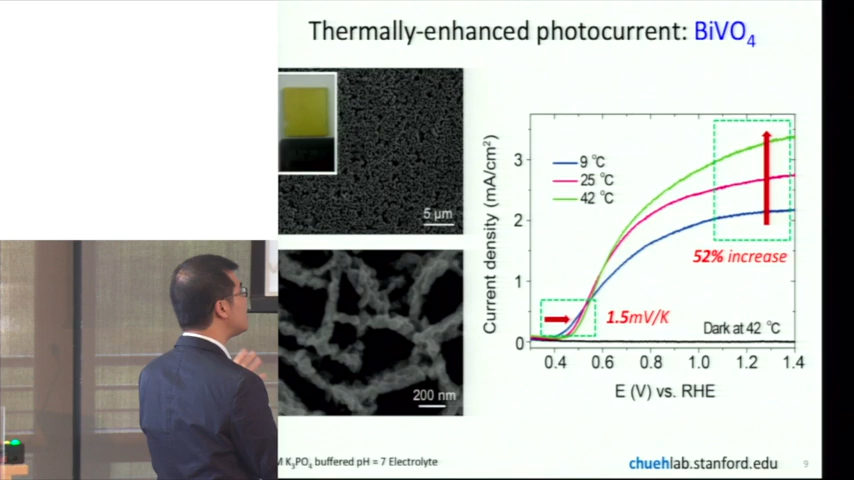 Thermally-enhanced photocurrent: BiVO₄
5 µm
200 nm
Current density (mA/cm²)
3
2
1
0
9 °C
25 °C
42 °C
52% increase
1.5mV/K
Dark at 42 °C
0.4 0.6 0.8 1.0 1.2 1.4
E (V) vs. RHE
K₃PO₄ buffered pH = 7 Electrolyte
chuehlab.stanford.edu
9